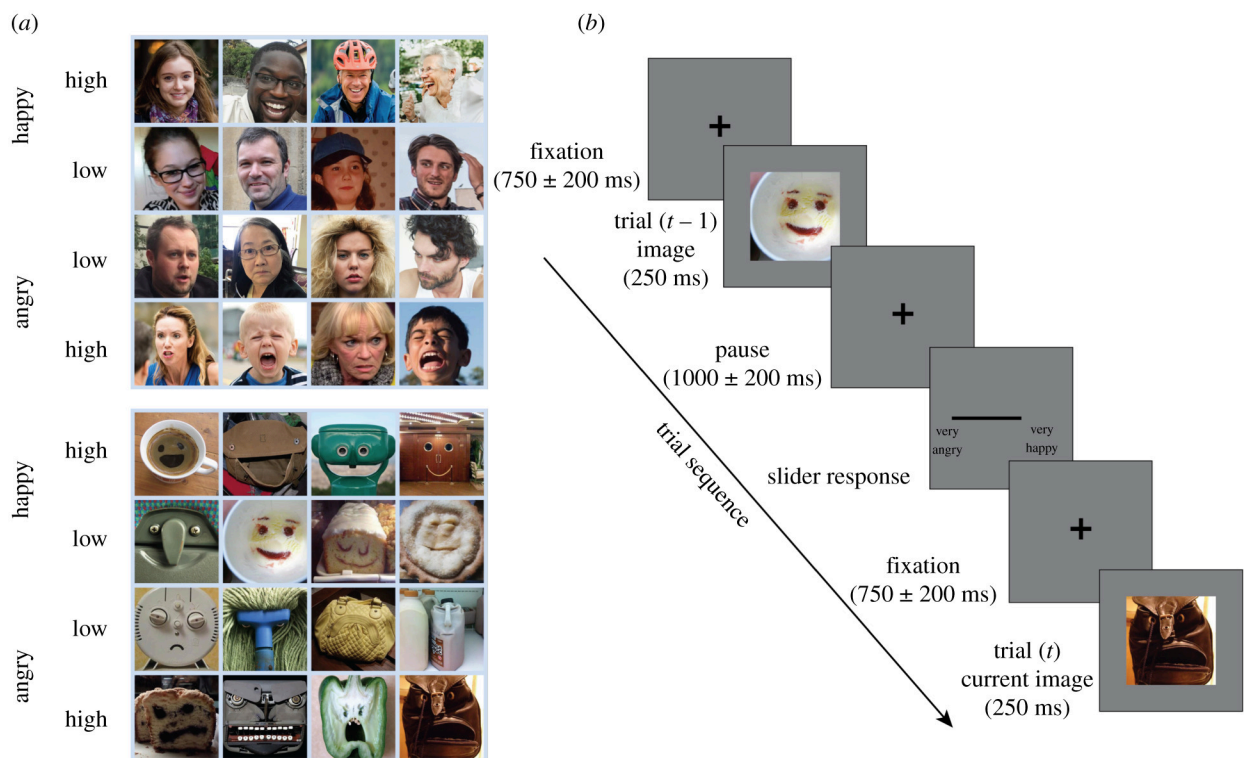 (a)
happy
high
low
angry
low
high
happy
high
low
angry
low
high
(b)
fixation
(750 ± 200 ms)
trial (t – 1)
image
(250 ms)
pause
(1000 ± 200 ms)
trial sequence
very
angry
very
happy
slider response
fixation
(750 ± 200 ms)
trial (t)
current image
(250 ms)